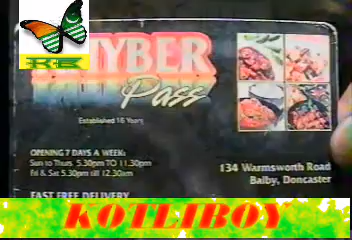 KHYBER
Pass
Established 16 Years
OPENING 7 DAYS A WEEK:
Sun to Thurs 5.30pm TO 11.30pm
Fri & Sat 5.30pm till 12.30am
134 Warmsworth Road
Balby, Doncaster
FAST FREE DELIVERY
KOTLIBOY